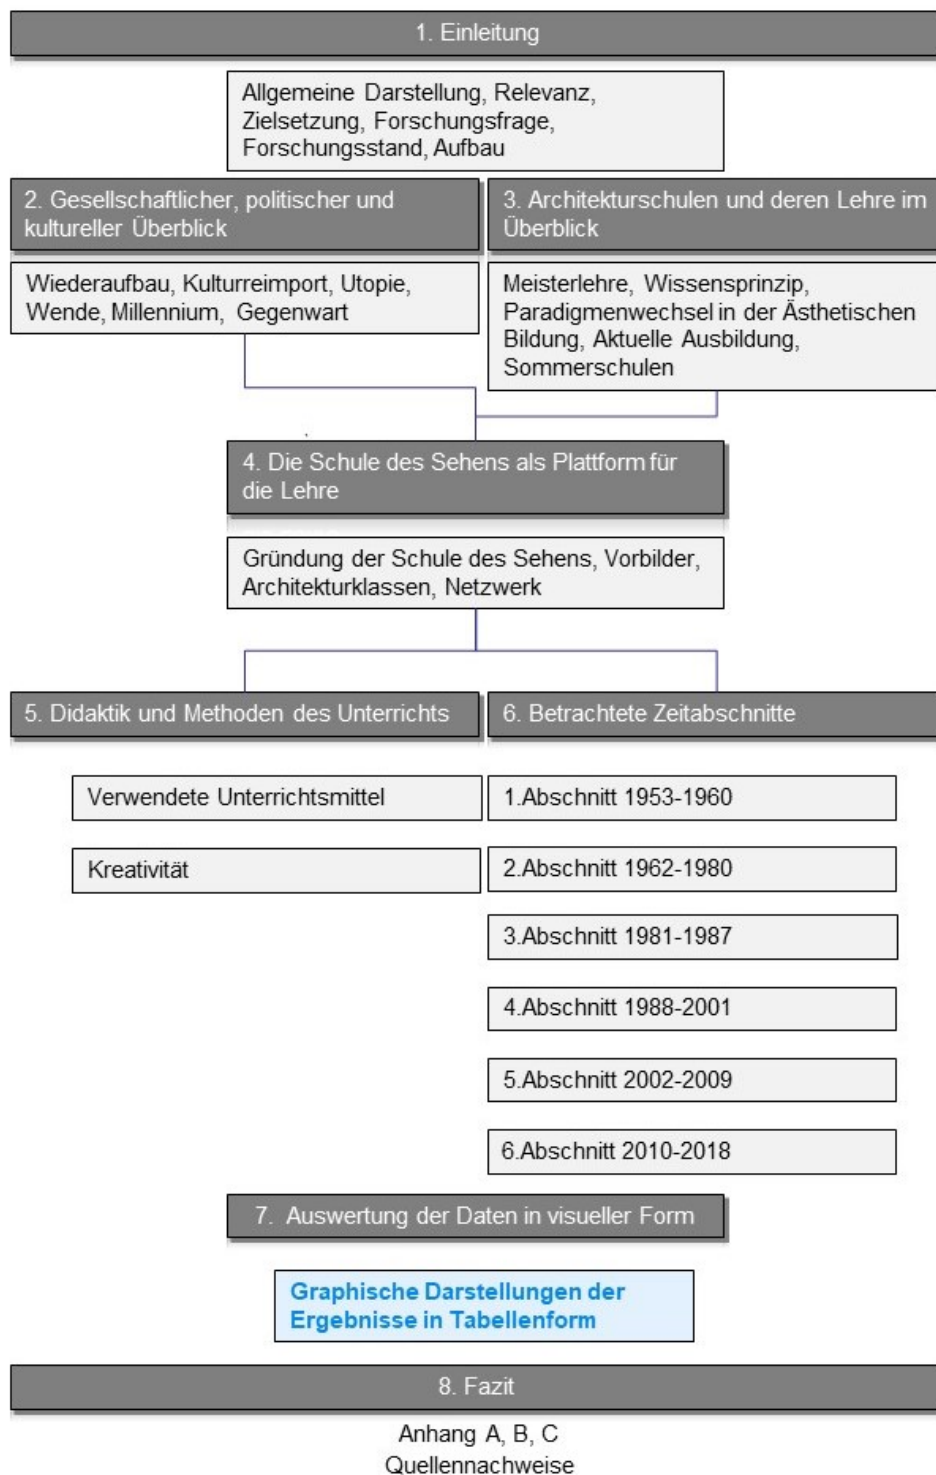 1. Einleitung
Allgemeine Darstellung, Relevanz,
Zielsetzung, Forschungsfrage,
Forschungsstand, Aufbau
2. Gesellschaftlicher, politischer und
kultureller Überblick
Wiederaufbau, Kulturreimport, Utopie,
Wende, Millennium, Gegenwart
3. Architekturschulen und deren Lehre im
Überblick
Meisterlehre, Wissensprinzip,
Paradigmenwechsel in der Ästhetischen
Bildung, Aktuelle Ausbildung,
Sommerschulen
4. Die Schule des Sehens als Plattform für
die Lehre
Gründung der Schule des Sehens, Vorbilder,
Architekturklassen, Netzwerk
5. Didaktik und Methoden des Unterrichts
Verwendete Unterrichtsmittel
Kreativität
6. Betrachtete Zeitabschnitte
1.Abschnitt 1953-1960
2.Abschnitt 1962-1980
3.Abschnitt 1981-1987
4.Abschnitt 1988-2001
5.Abschnitt 2002-2009
6.Abschnitt 2010-2018
7. Auswertung der Daten in visueller Form
Graphische Darstellungen der
Ergebnisse in Tabellenform
8. Fazit
Anhang A, B, C
Quellennachweise